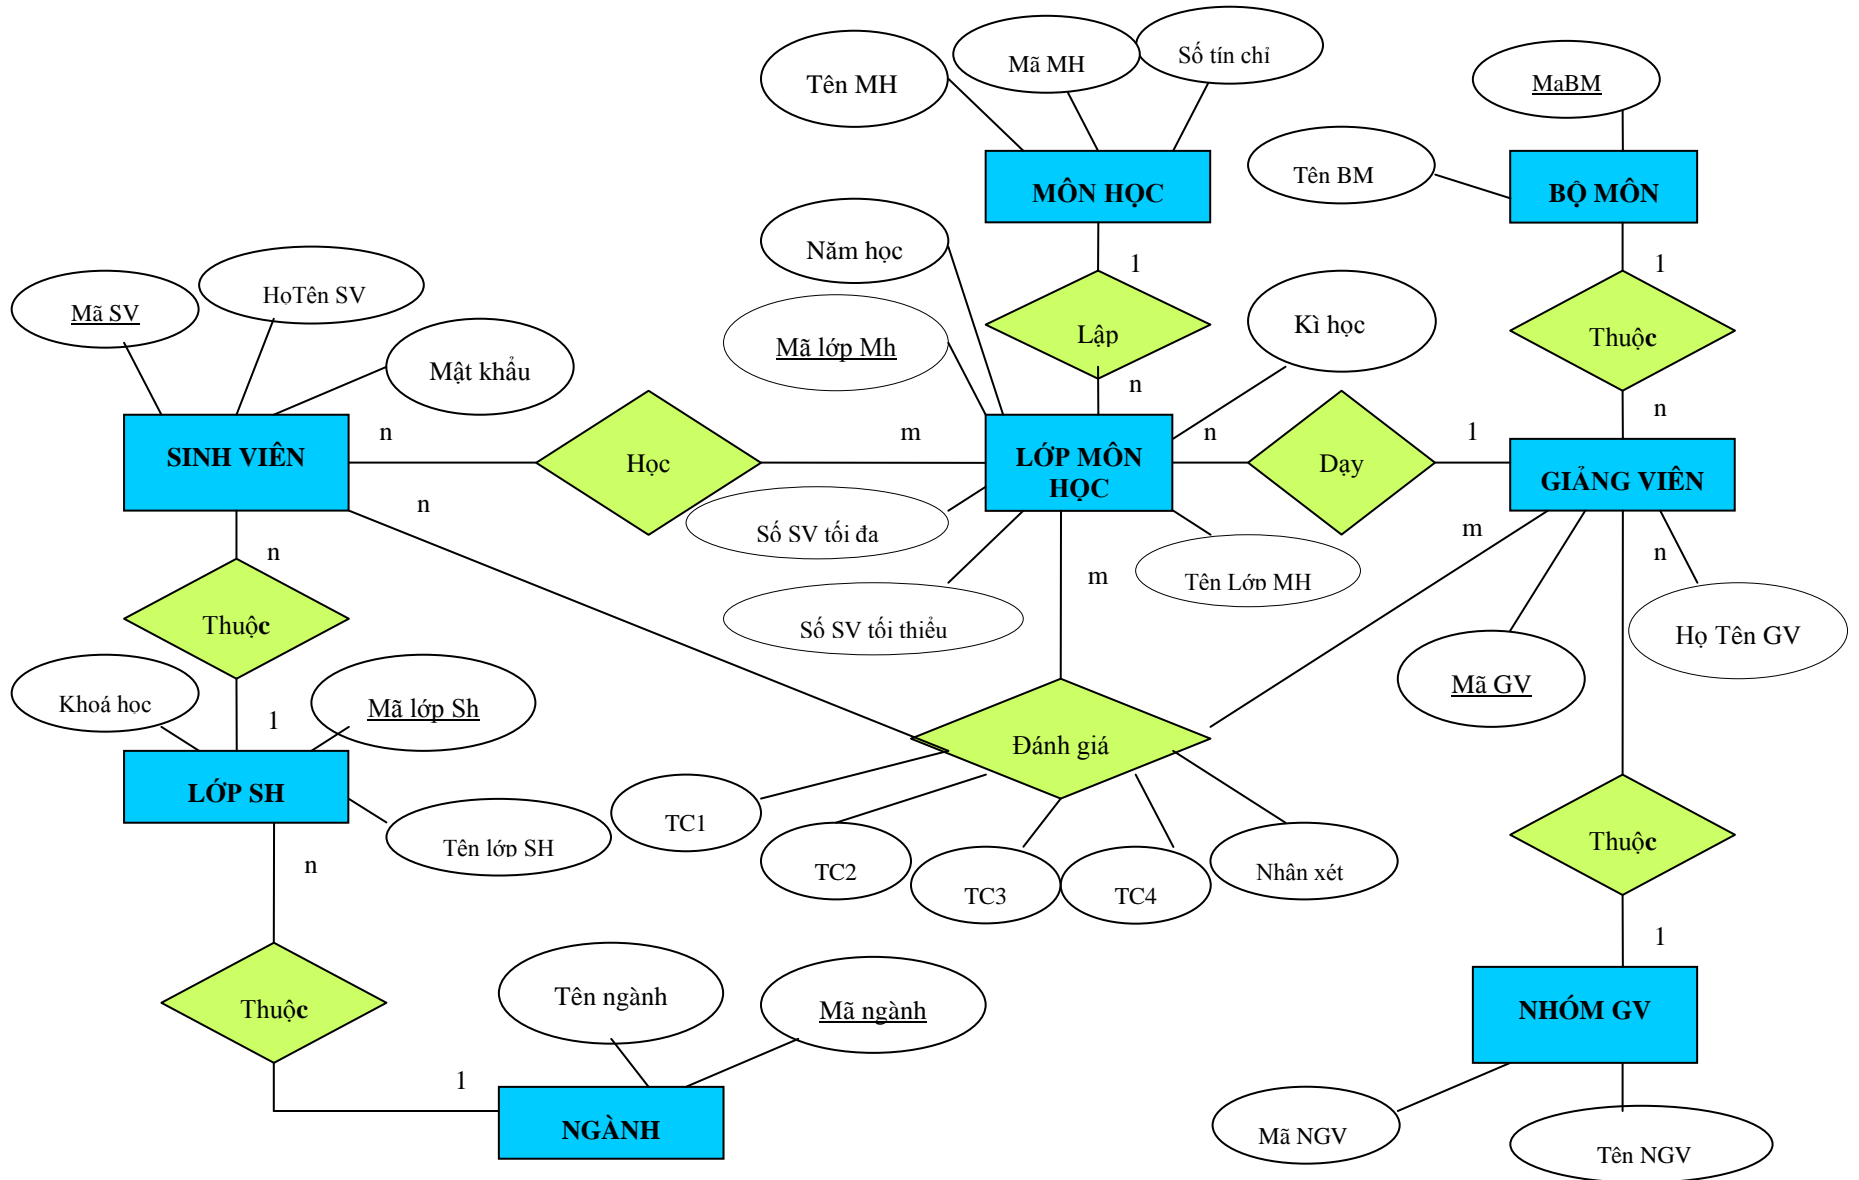 Tên MH
Mã MH
Số tín chỉ
MaBM
MÔN HỌC
Tên BM
BỘ MÔN
Năm học
1
1
Mã SV
HọTên SV
Mã lớp Mh
Lập
Kì học
Thuộc
Mật khẩu
n
n
SINH VIÊN
n
Học
m
LỚP MÔN
HỌC
n
Dạy
1
GIẢNG VIÊN
n
Số SV tối đa
m
n
m
Tên Lớp MH
n
Thuộc
Số SV tối thiểu
Họ Tên GV
Khoá học
1
Mã lớp Sh
Mã GV
Đánh giá
LỚP SH
TC1
Tên lớp SH
Thuộc
n
TC2
TC3
TC4
Nhân xét
1
Thuộc
Tên ngành
Mã ngành
NHÓM GV
1
NGÀNH
Mã NGV
Tên NGV